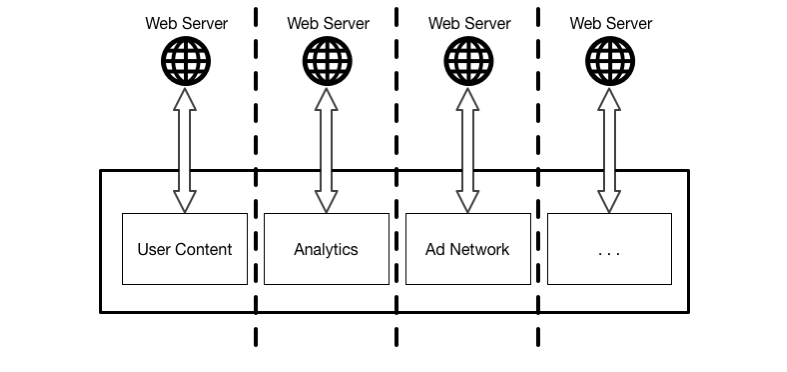 Web Server Web Server Web Server Web Server
User Content Analytics Ad Network . . .